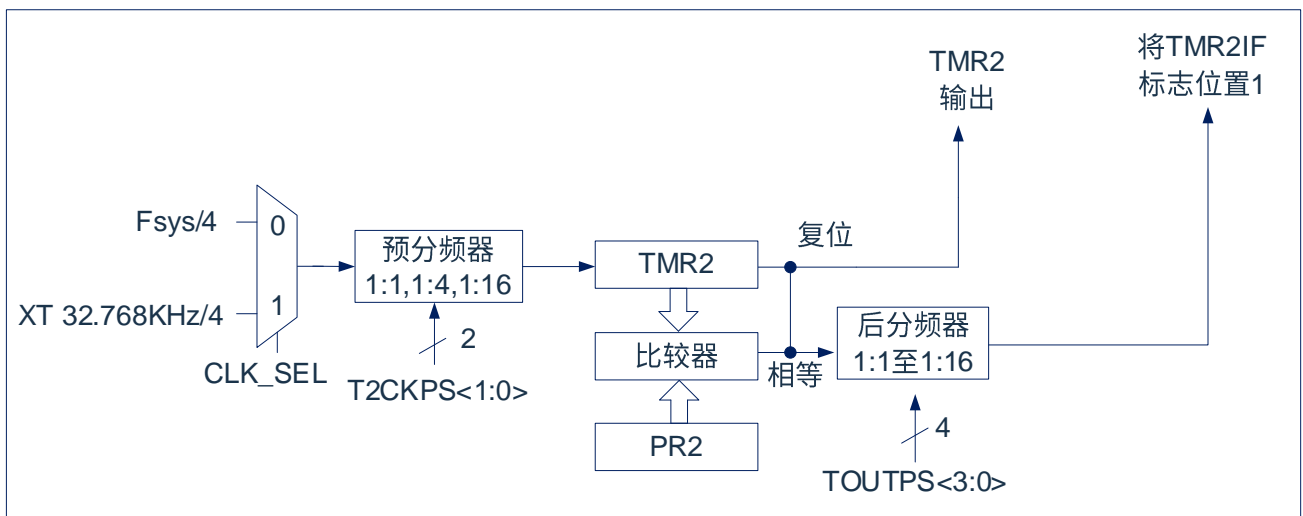 TMR2
输出
将TMR2IF
标志位置1
Fsys/4
0
预分频器
1:1,1:4,1:16
TMR2
复位
XT 32.768KHz/4
1
CLK_SEL
2
T2CKPS<1:0>
比较器
相等
后分频器
1:1至1:16
PR2
4
TOUTPS<3:0>